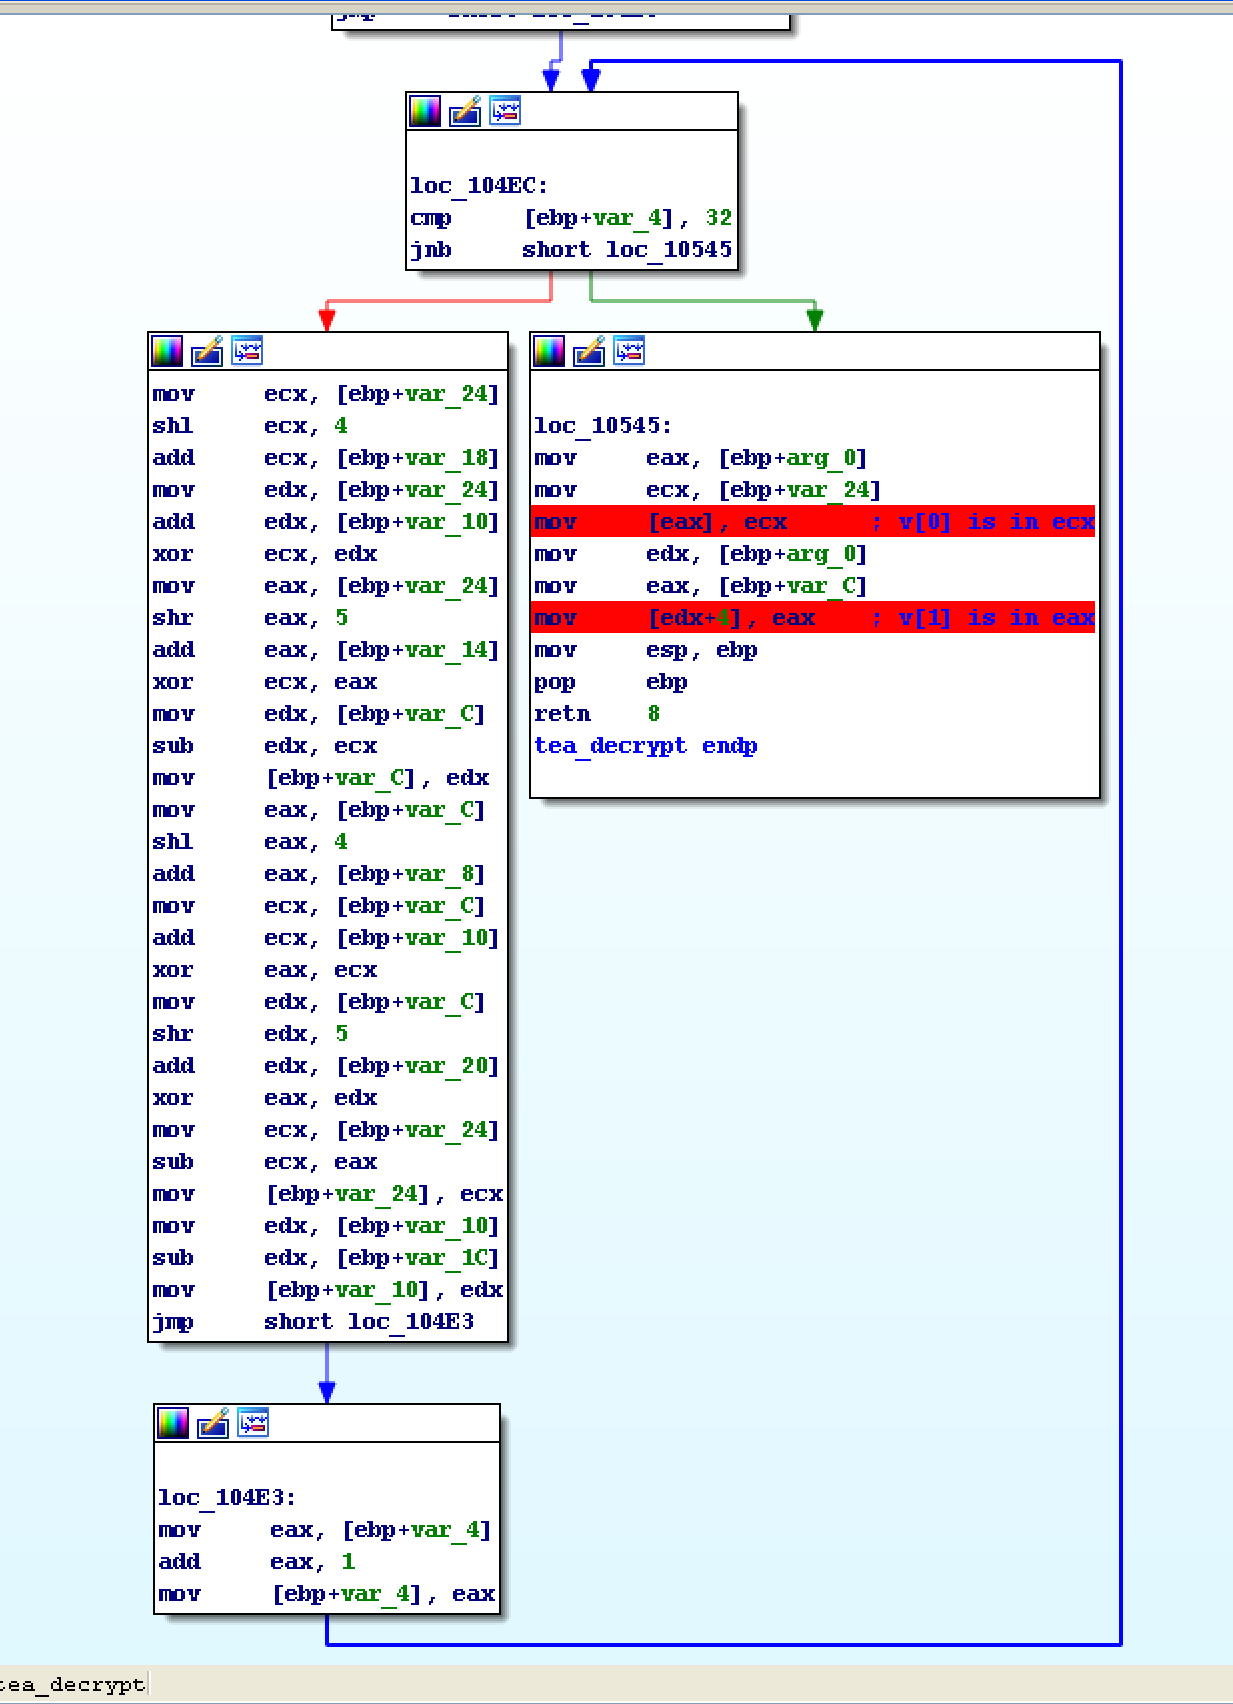 loc_104EC:
cmp [ebp+var_4], 32
jnb short loc_10545
mov ecx, [ebp+var_24]
shl ecx, 4
add ecx, [ebp+var_18]
mov edx, [ebp+var_24]
add edx, [ebp+var_10]
xor ecx, edx
mov eax, [ebp+var_24]
shr eax, 5
add eax, [ebp+var_14]
xor ecx, eax
mov edx, [ebp+var_C]
sub edx, ecx
mov [ebp+var_C], edx
mov eax, [ebp+var_C]
shl eax, 4
add eax, [ebp+var_8]
mov ecx, [ebp+var_C]
add ecx, [ebp+var_10]
xor eax, ecx
mov edx, [ebp+var_C]
shr edx, 5
add edx, [ebp+var_20]
xor eax, edx
mov ecx, [ebp+var_24]
sub ecx, eax
mov [ebp+var_24], ecx
mov edx, [ebp+var_10]
sub edx, [ebp+var_1C]
mov [ebp+var_10], edx
jmp short loc_104E3
loc_10545:
mov eax, [ebp+arg_0]
mov ecx, [ebp+var_24]
mov [eax], ecx ; v[0] is in ecx
mov edx, [ebp+arg_0]
mov eax, [ebp+var_C]
mov [edx+4], eax ; v[1] is in eax
mov esp, ebp
pop ebp
retn 8
tea_decrypt endp
loc_104E3:
mov eax, [ebp+var_4]
add eax, 1
mov [ebp+var_4], eax
tea_decrypt